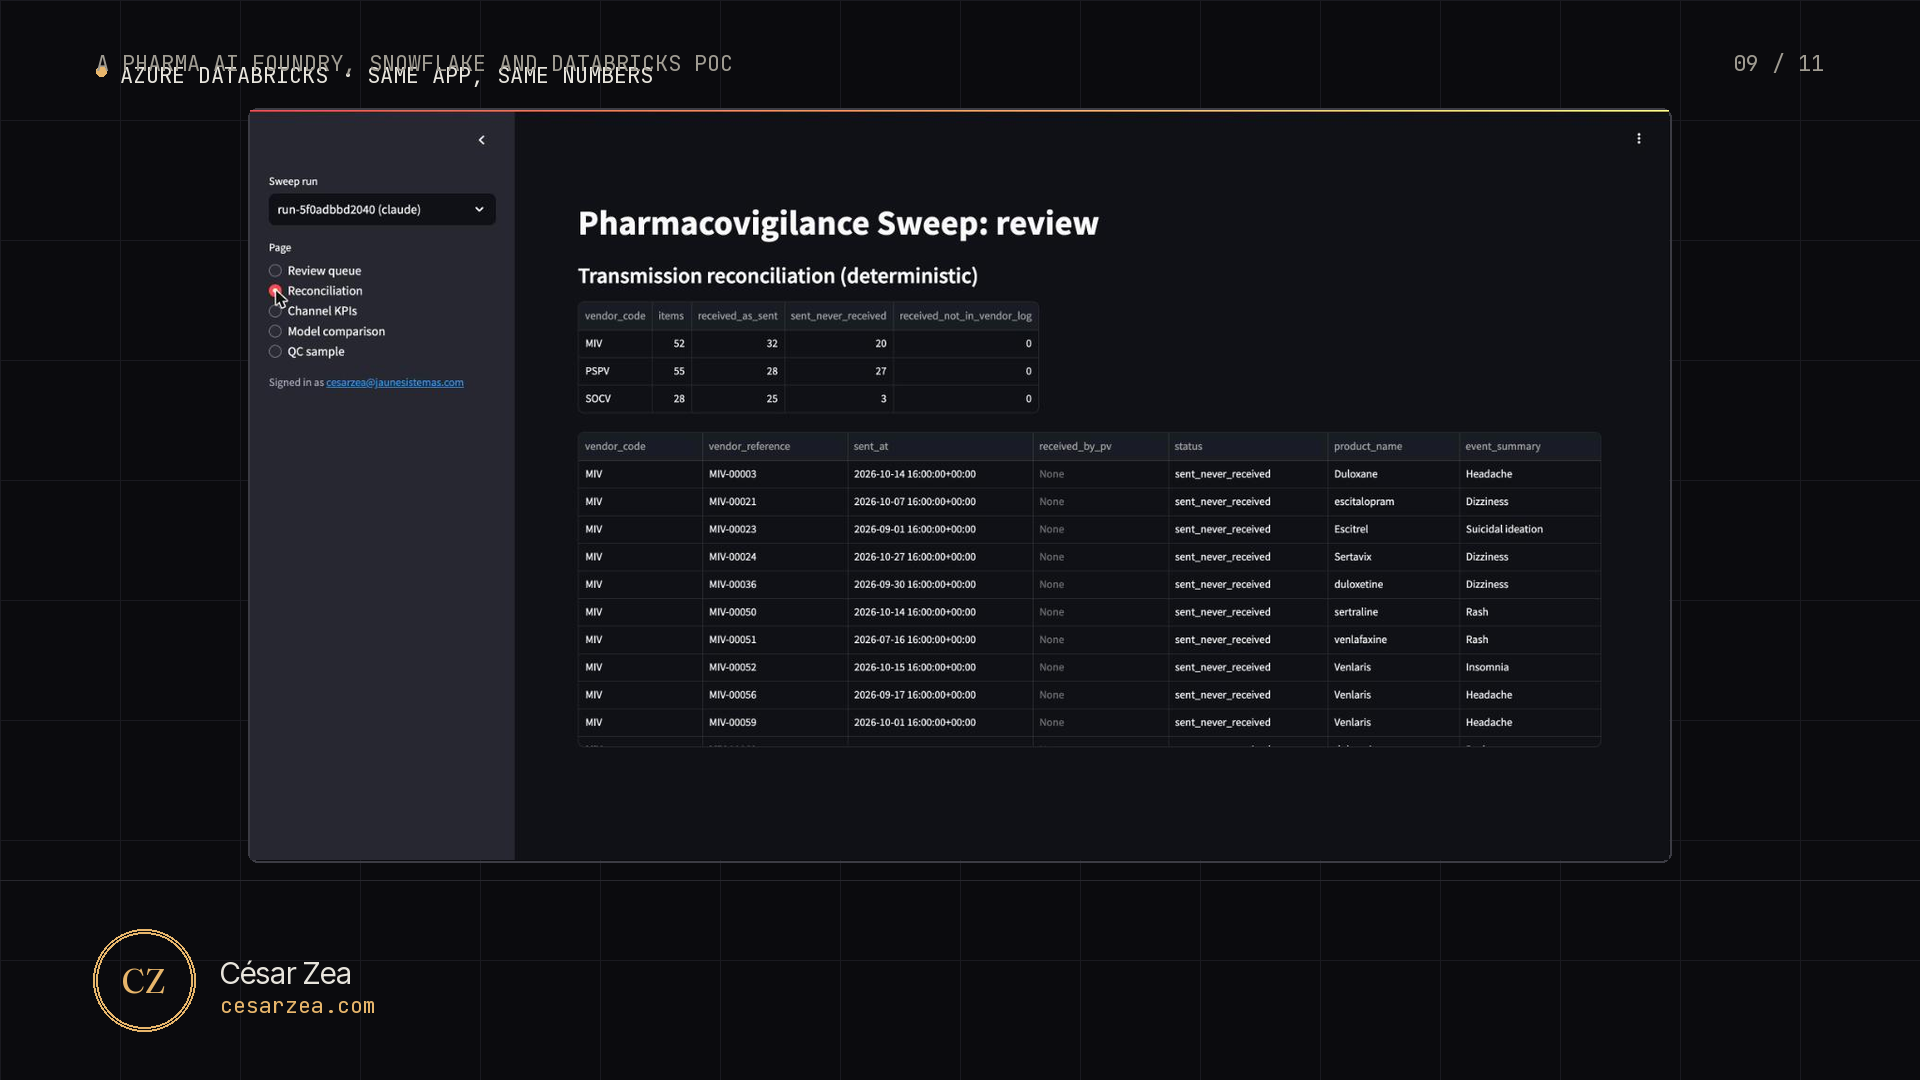 A PHARMA AI FOUNDRY, SNOWFLAKE AND DATABRICKS POC
09 / 11
AZURE DATABRICKS · SAME APP, SAME NUMBERS
Sweep run
run-5f0adbbd2040 (claude)
Page
Review queue
Reconciliation
Channel KPIs
Model comparison
QC sample
Signed in as cesarzea@jaunesistemas.com
Pharmacovigilance Sweep: review
Transmission reconciliation (deterministic)
vendor_code items received_as_sent sent_never_received received_not_in_vendor_log
MIV 52 32 20 0
PSPV 55 28 27 0
SOCV 28 25 3 0
vendor_code vendor_reference sent_at received_by_pv status product_name event_summary
MIV MIV-00003 2026-10-14 16:00:00+00:00 None sent_never_received Duloxane Headache
MIV MIV-00021 2026-10-07 16:00:00+00:00 None sent_never_received escitalopram Dizziness
MIV MIV-00023 2026-09-01 16:00:00+00:00 None sent_never_received Escitrel Suicidal ideation
MIV MIV-00024 2026-10-27 16:00:00+00:00 None sent_never_received Sertavix Dizziness
MIV MIV-00036 2026-09-30 16:00:00+00:00 None sent_never_received duloxetine Dizziness
MIV MIV-00050 2026-10-14 16:00:00+00:00 None sent_never_received sertraline Rash
MIV MIV-00051 2026-07-16 16:00:00+00:00 None sent_never_received venlafaxine Rash
MIV MIV-00052 2026-10-15 16:00:00+00:00 None sent_never_received Venlaris Insomnia
MIV MIV-00056 2026-09-17 16:00:00+00:00 None sent_never_received Venlaris Headache
MIV MIV-00059 2026-10-01 16:00:00+00:00 None sent_never_received Venlaris Headache
CZ
César Zea
cesarzea.com